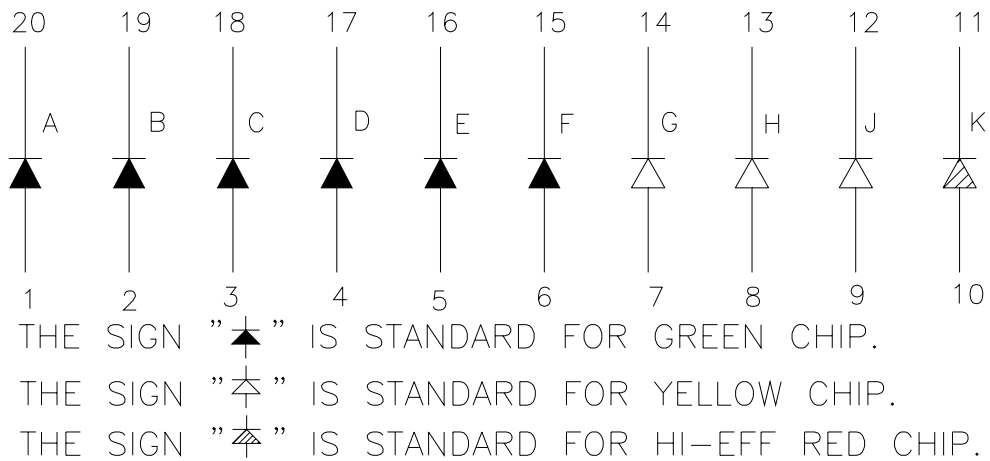 20 19 18 17 16 15 14 13 12 11
A B C D E F G H J K
1 2 3 4 5 6 7 8 9 10
THE SIGN " " IS STANDARD FOR GREEN CHIP.
THE SIGN " " IS STANDARD FOR YELLOW CHIP.
THE SIGN " " IS STANDARD FOR HI-EFF RED CHIP.